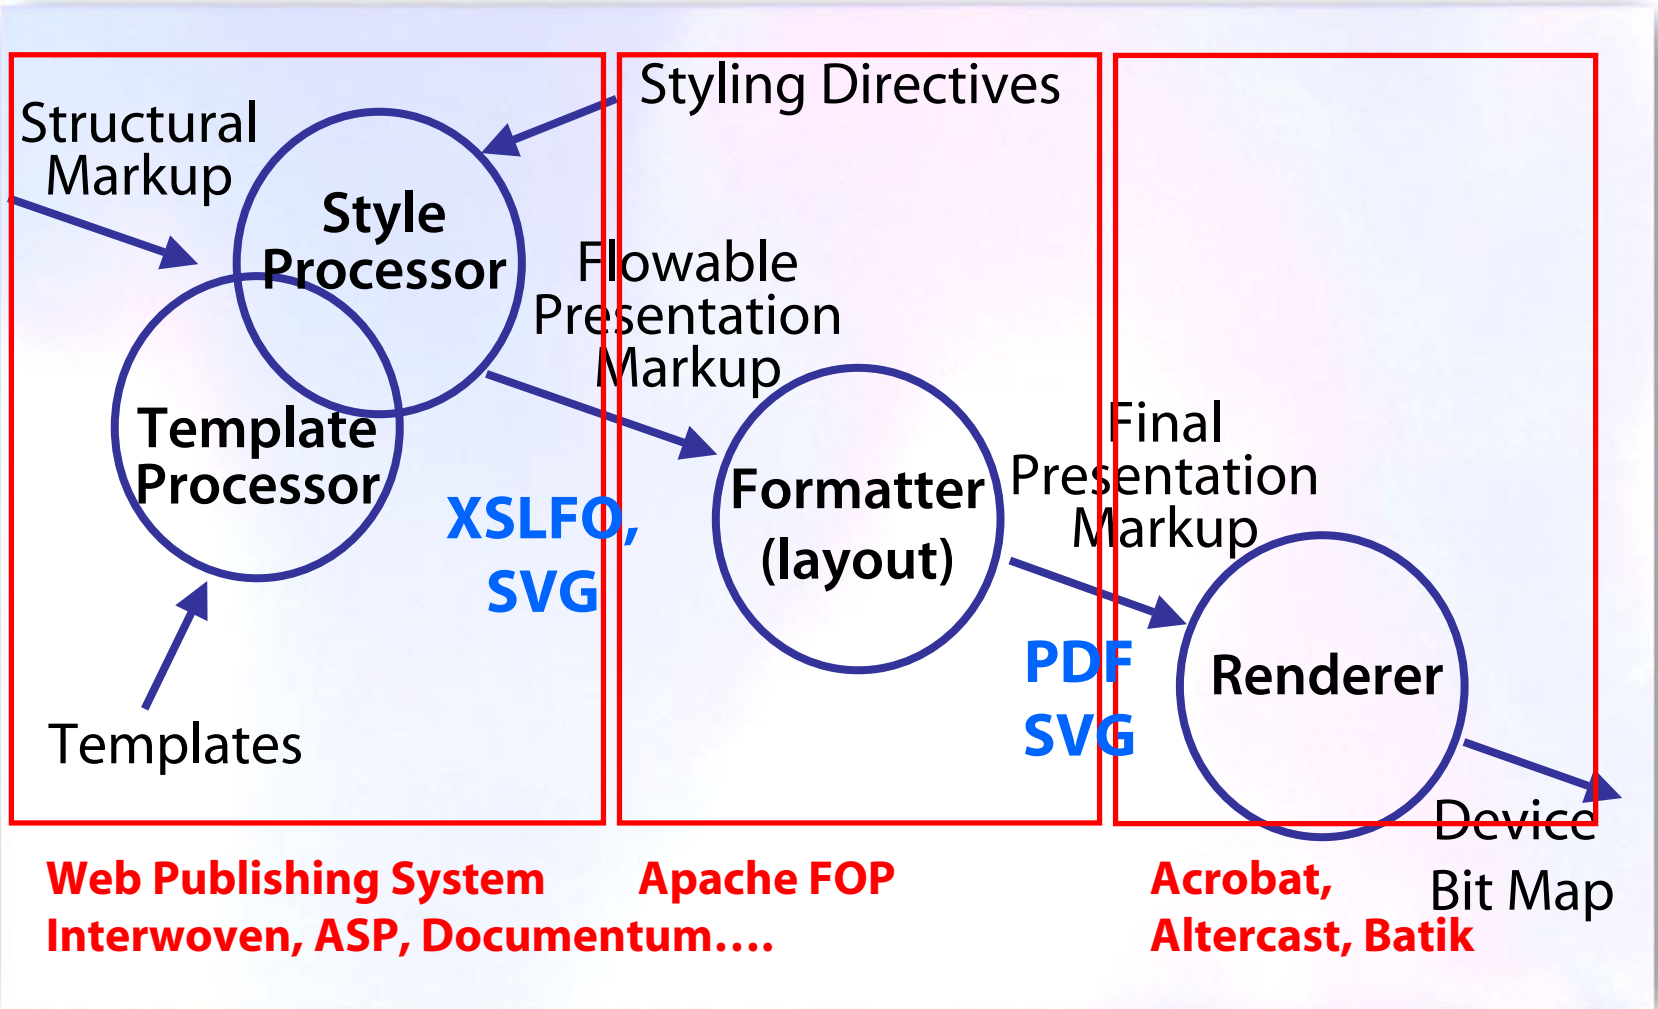 Styling Directives
Structural
Markup
Style
Processor
Flowable
Presentation
Markup
Template
Processor
XSLFO,
SVG
Formatter
(layout)
Final
Presentation
Markup
PDF
SVG
Renderer
Templates
Device
Bit Map
Web Publishing System
Interwoven, ASP, Documentum....
Apache FOP
Acrobat,
Altercast, Batik